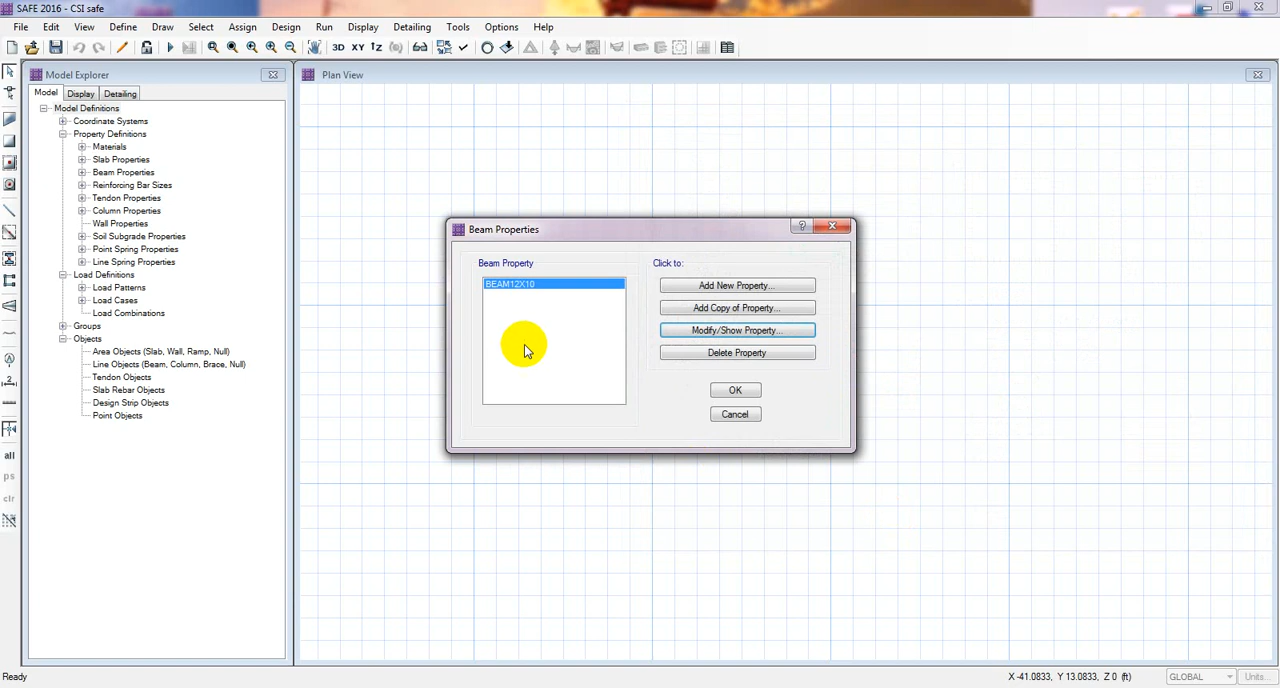 SAFE 2016 - CSI safe
File Edit View Define Draw Select Assign Design Run Display Detailing Tools Options Help
3D XY
Model Explorer
Plan View
Model Display Detailing
Model Definitions
Coordinate Systems
Property Definitions
Materials
Slab Properties
Beam Properties
Reinforcing Bar Sizes
Tendon Properties
Column Properties
Wall Properties
Soil Subgrade Properties
Point Spring Properties
Line Spring Properties
Load Definitions
Load Patterns
Load Cases
Load Combinations
Groups
Objects
Area Objects (Slab, Wall, Ramp, Null)
Line Objects (Beam, Column, Brace, Null)
Tendon Objects
Slab Rebar Objects
Design Strip Objects
Point Objects
all
ps
clr
Beam Properties
?
Beam Property
BEAM12X10
Click to:
Add New Property...
Add Copy of Property...
Modify/Show Property...
Delete Property
OK
Cancel
Ready
X -41.0833, Y 13.0833, Z 0 (ft)
GLOBAL
Units...